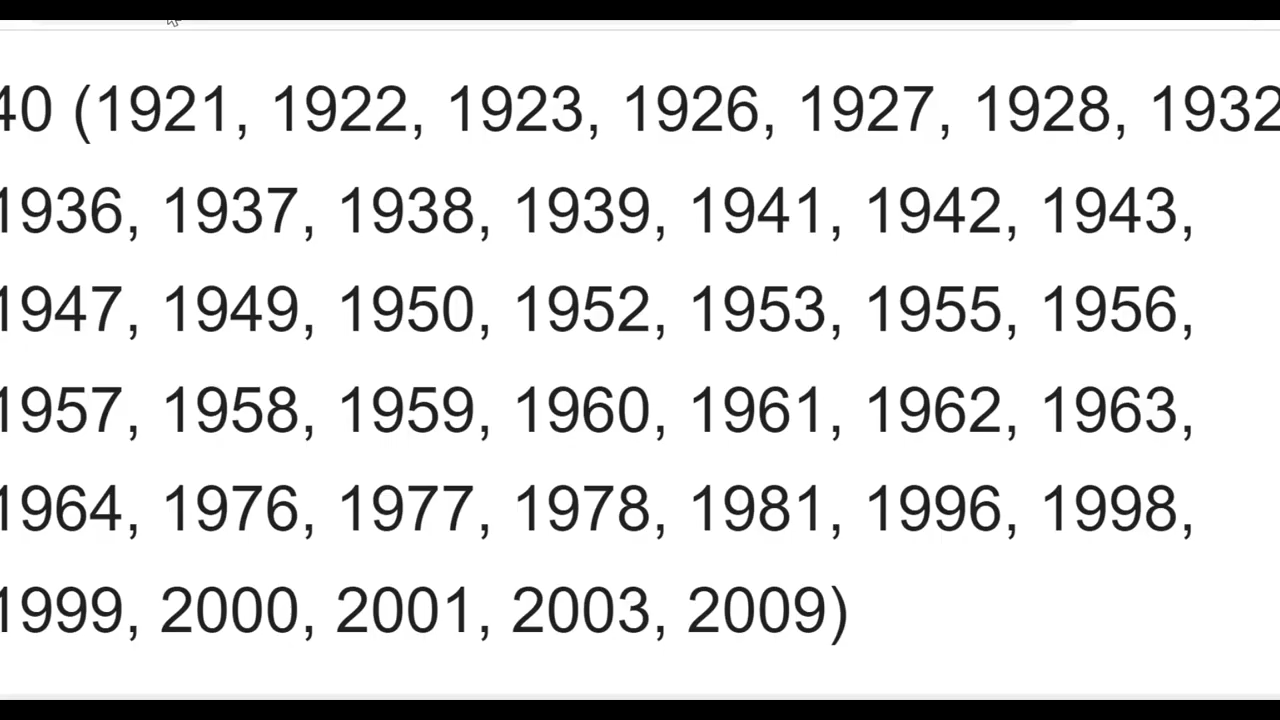 40 (1921, 1922, 1923, 1926, 1927, 1928, 1932
1936, 1937, 1938, 1939, 1941, 1942, 1943,
1947, 1949, 1950, 1952, 1953, 1955, 1956,
1957, 1958, 1959, 1960, 1961, 1962, 1963,
1964, 1976, 1977, 1978, 1981, 1996, 1998,
1999, 2000, 2001, 2003, 2009)